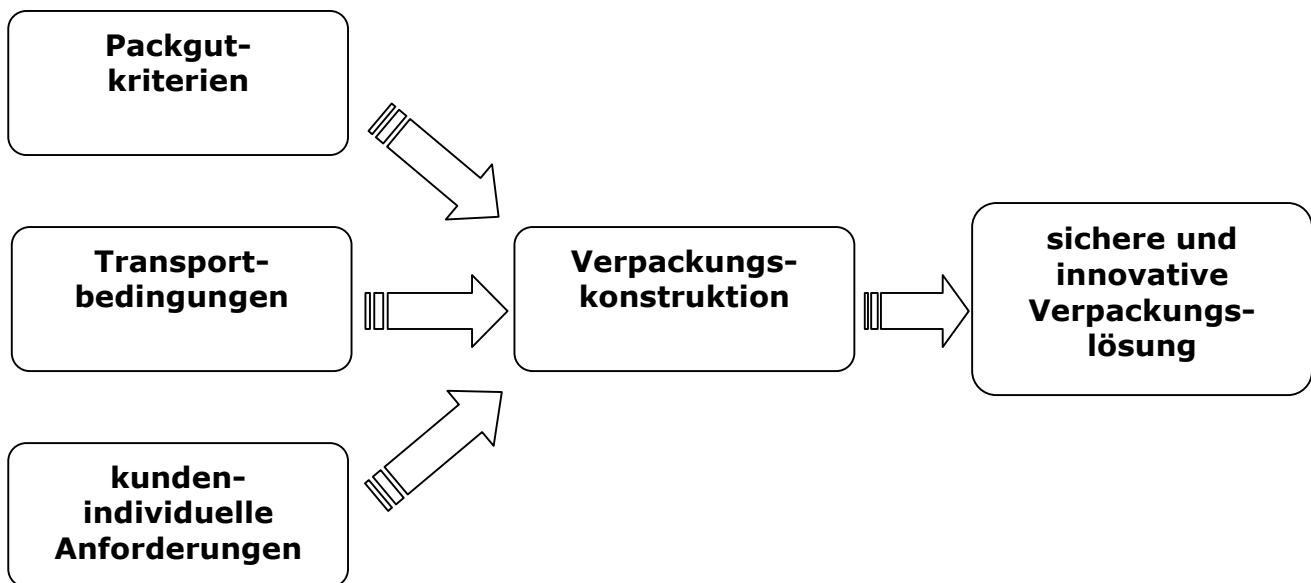 Packgut-
kriterien
Transport-
bedingungen
kunden-
individuelle
Anforderungen
Verpackungs-
konstruktion
sichere und
innovative
Verpackungs-
lösung